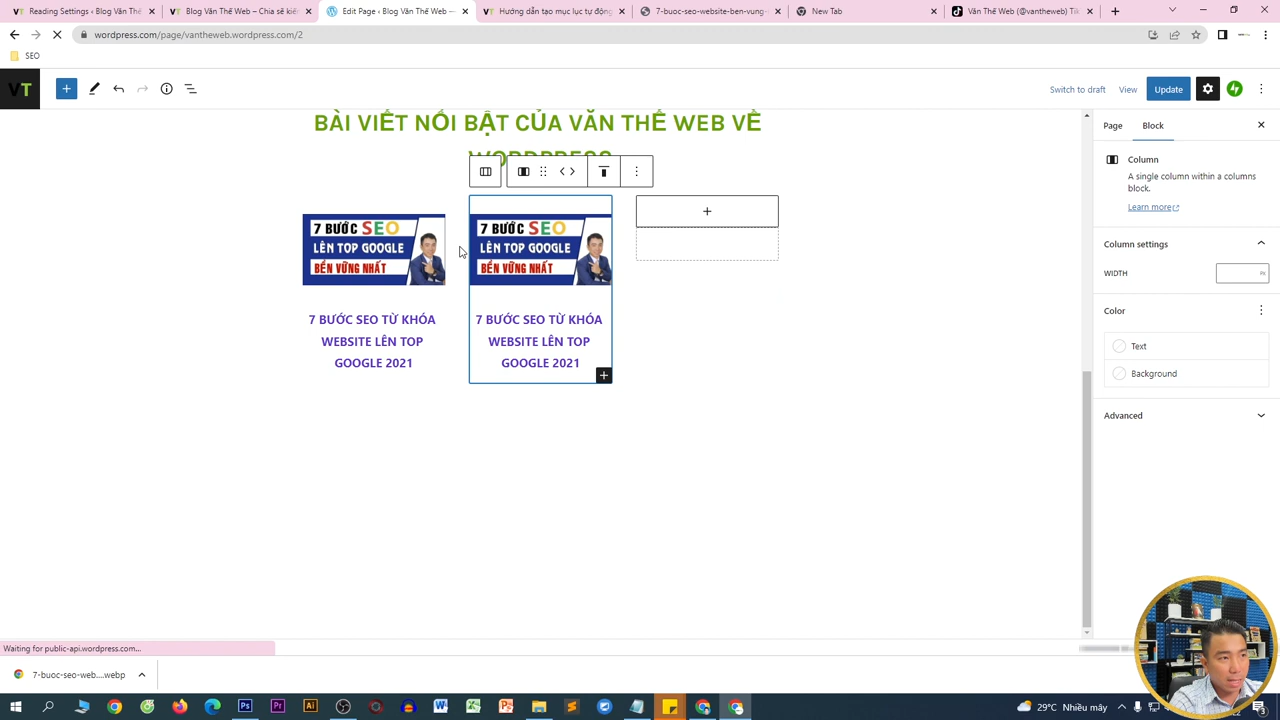 Reading Settings ‹ Blog Văn
Blog Văn Thế Web – Chia sẻ kiế
Edit Page ‹ Blog Văn Thế Web
Hướng dẫn tạo mục lục tự động
7-buoc-seo-website-ben-vung-
New Tab
Văn Thế Web (@vantheweb) Tik
wordpress.com/page/vantheweb.wordpress.com/2
SEO
VT
Switch to draft
View
Update
BÀI VIẾT NỔI BẬT CỦA VĂN THẾ WEB VỀ
WORDPRESS
Page
Block
Column
A single column within a columns
block.
Learn more
Column settings
WIDTH
PX
Color
Text
Background
Advanced
7 BƯỚC SEO
LÊN TOP GOOGLE
BỀN VỮNG NHẤT
7 BƯỚC SEO
LÊN TOP GOOGLE
BỀN VỮNG NHẤT
7 BƯỚC SEO TỪ KHÓA
WEBSITE LÊN TOP
GOOGLE 2021
7 BƯỚC SEO TỪ KHÓA
WEBSITE LÊN TOP
GOOGLE 2021
Waiting for public-api.wordpress.com...
7-buoc-seo-web....webp
29°C Nhiều mây